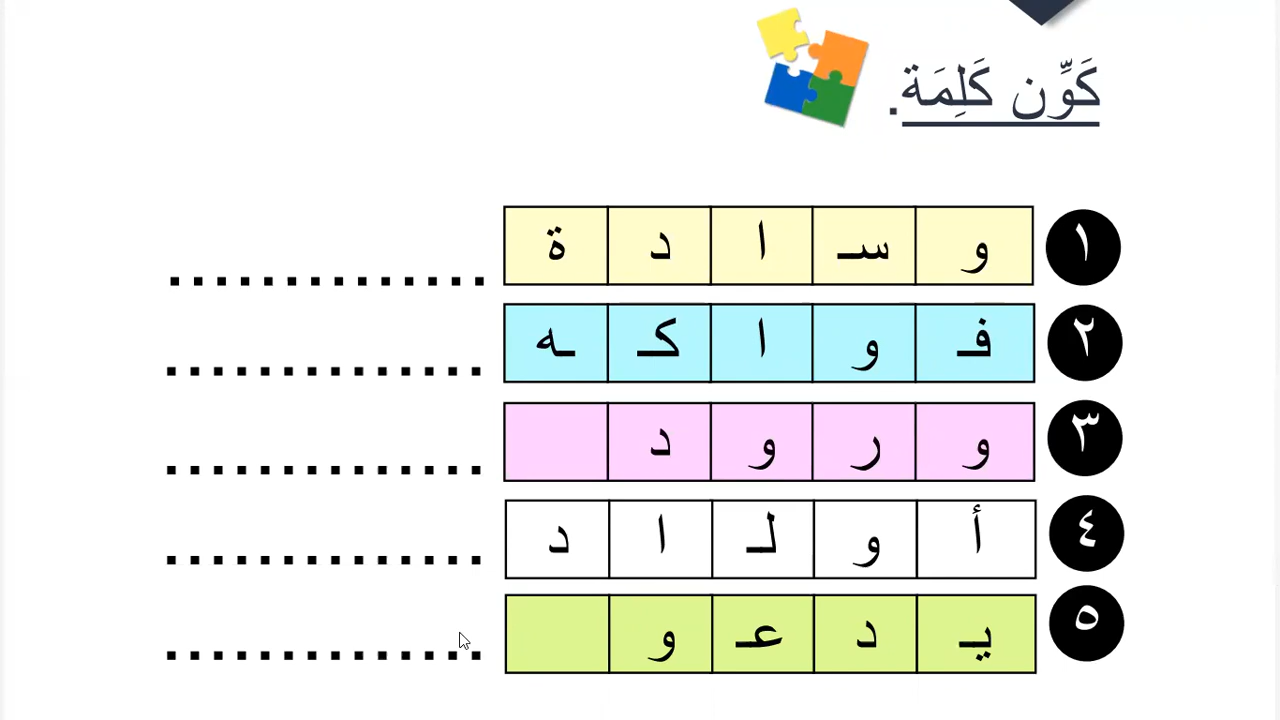 كَوِّن كَلِمَة.
١ و سـ ا د ة ..............
٢ فـ و ا كـ ـه ..............
٣ و ر و د ..............
٤ أ و لـ ا د ..............
٥ يـ د عـ و ..............